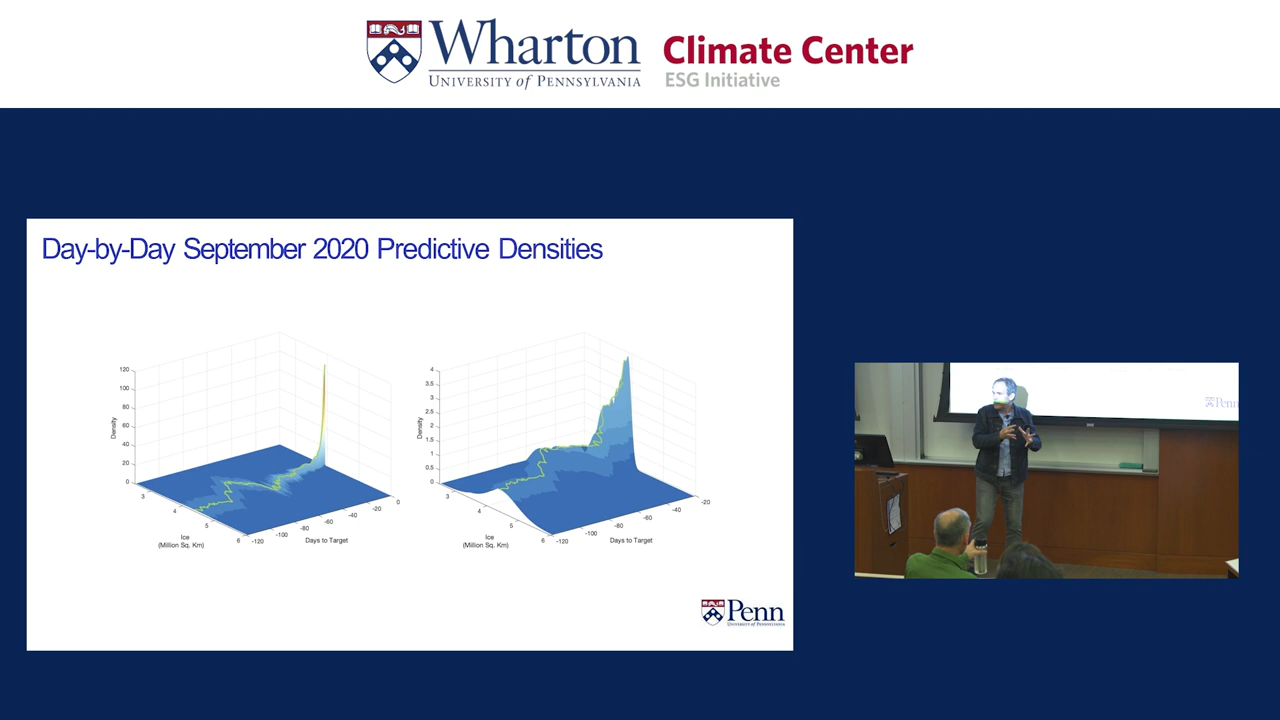 Wharton
UNIVERSITY of PENNSYLVANIA
Climate Center
ESG Initiative
Day-by-Day September 2020 Predictive Densities
120
100
80
60
40
20
0
Density
3
4
5
6
Ice
(Million Sq. Km)
-120
-100
-80
-60
-40
-20
0
Days to Target
4
3.5
3
2.5
2
1.5
1
0.5
0
Density
3
4
5
6
Ice
(Million Sq. Km)
-120
-100
-80
-60
-40
-20
Days to Target
Penn
UNIVERSITY of PENNSYLVANIA
Penn